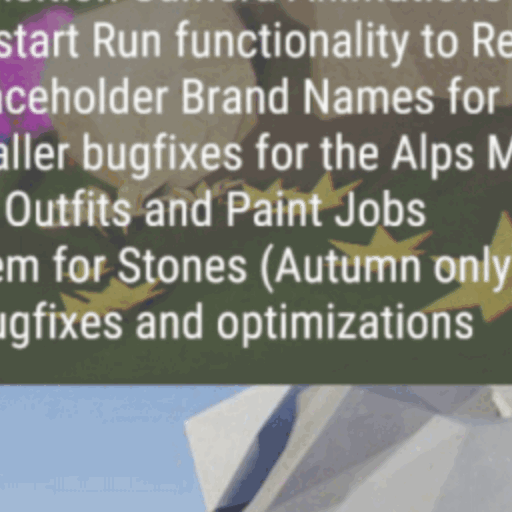 start Run functionality to Re
aceholder Brand Names for
aller bugfixes for the Alps M
Outfits and Paint Jobs
em for Stones (Autumn only
ugfixes and optimizations